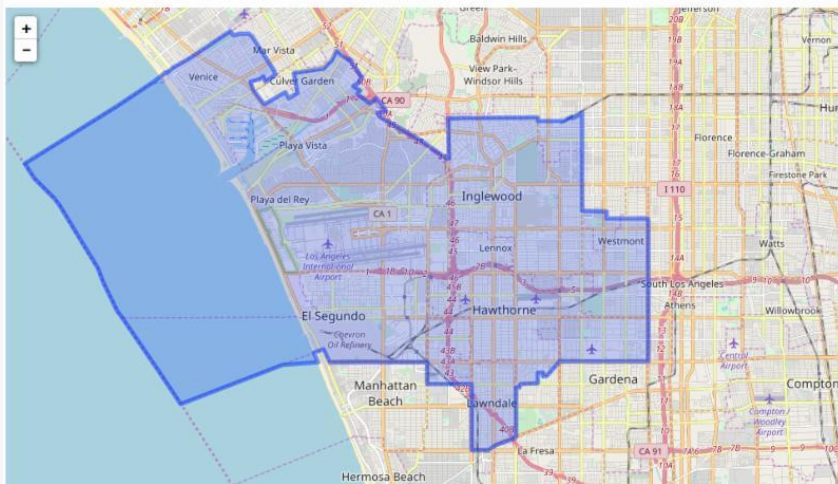 +
−
Mar Vista
Baldwin Hills
View Park-
Windsor Hills
Vernon
Venice
Culver Garden
CA 90
Florence
Playa Vista
Florence-Graham
Firestone Park
I 110
Playa del Rey
Inglewood
CA 1
Lennox
Westmont
Watts
Los Angeles
International
Airport
South Los Angeles
El Segundo
Hawthorne
Athens
Willowbrook
Chevron
Oil Refinery
Central
Airport
Manhattan
Beach
Gardena
Compton
Lawndale
Compton /
Woodley
Airport
La Fresa
CA 91
Hermosa Beach